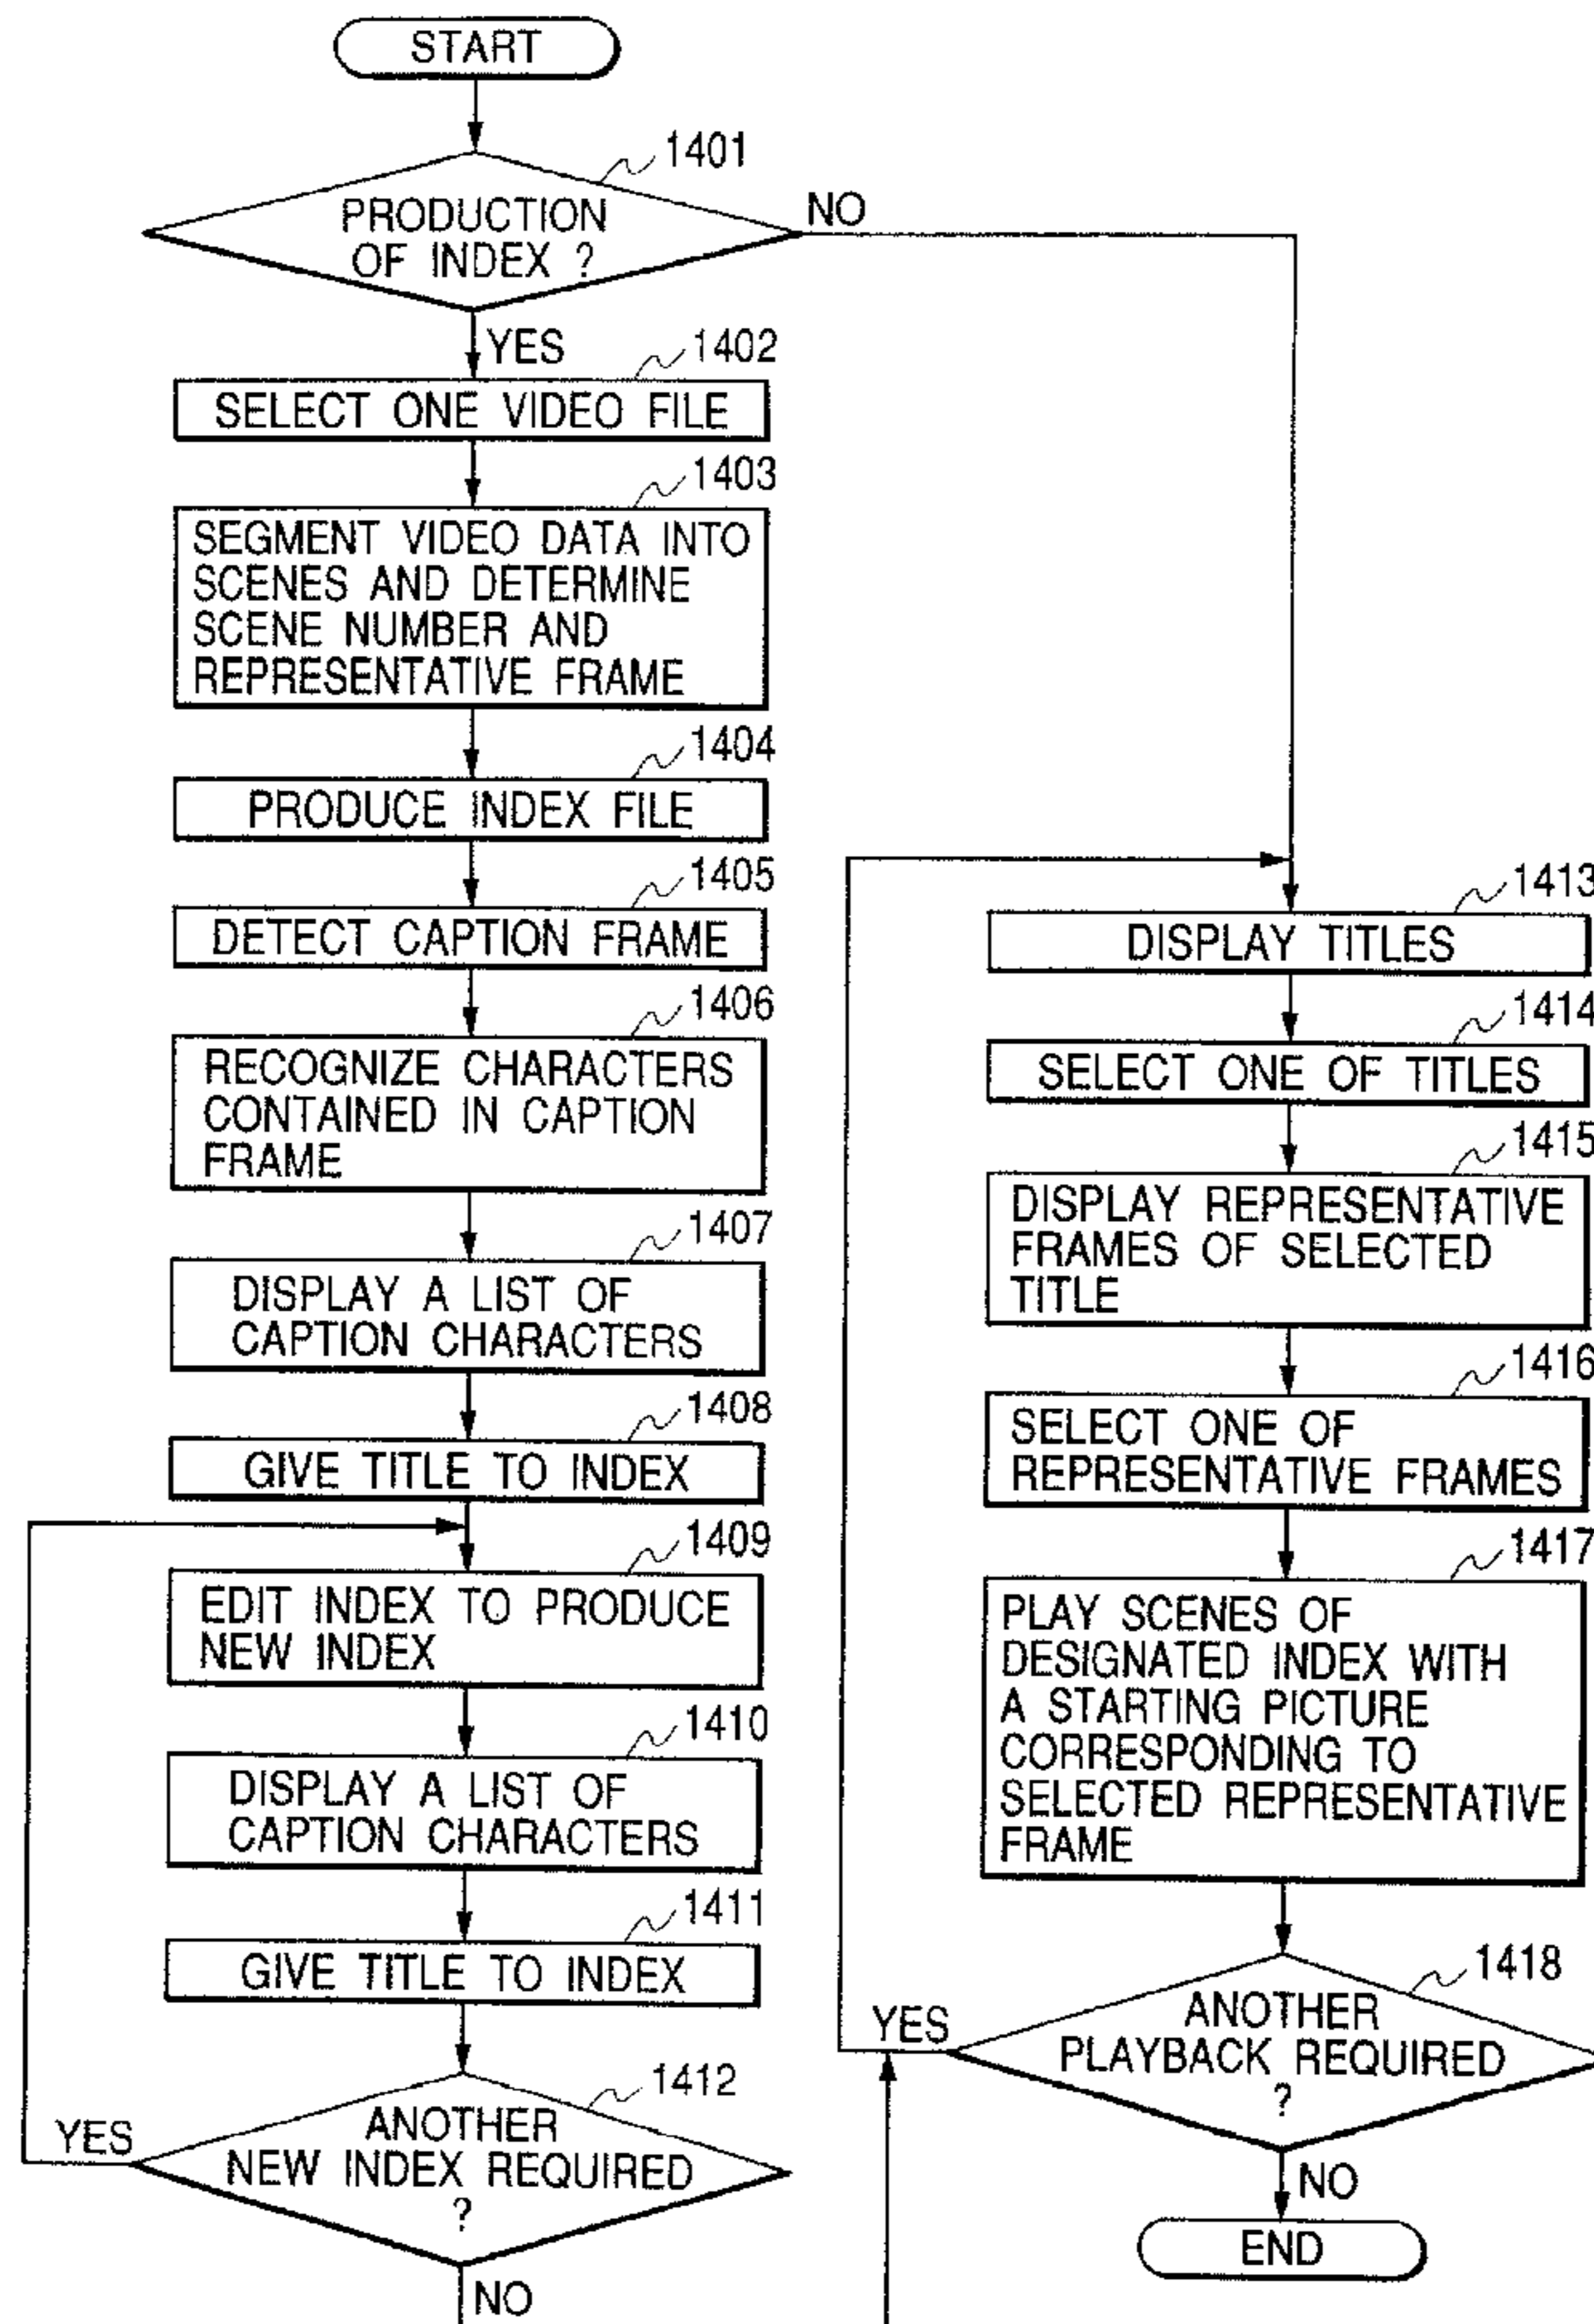 START
1401
PRODUCTION
OF INDEX ?
NO
YES
1402
SELECT ONE VIDEO FILE
1403
SEGMENT VIDEO DATA INTO
SCENES AND DETERMINE
SCENE NUMBER AND
REPRESENTATIVE FRAME
1404
PRODUCE INDEX FILE
1405
DETECT CAPTION FRAME
1406
RECOGNIZE CHARACTERS
CONTAINED IN CAPTION
FRAME
1407
DISPLAY A LIST OF
CAPTION CHARACTERS
1408
GIVE TITLE TO INDEX
1409
EDIT INDEX TO PRODUCE
NEW INDEX
1410
DISPLAY A LIST OF
CAPTION CHARACTERS
1411
GIVE TITLE TO INDEX
1412
YES
ANOTHER
NEW INDEX REQUIRED
?
NO
1413
DISPLAY TITLES
1414
SELECT ONE OF TITLES
1415
DISPLAY REPRESENTATIVE
FRAMES OF SELECTED
TITLE
1416
SELECT ONE OF
REPRESENTATIVE FRAMES
1417
PLAY SCENES OF
DESIGNATED INDEX WITH
A STARTING PICTURE
CORRESPONDING TO
SELECTED REPRESENTATIVE
FRAME
1418
YES
ANOTHER
PLAYBACK REQUIRED
?
NO
END